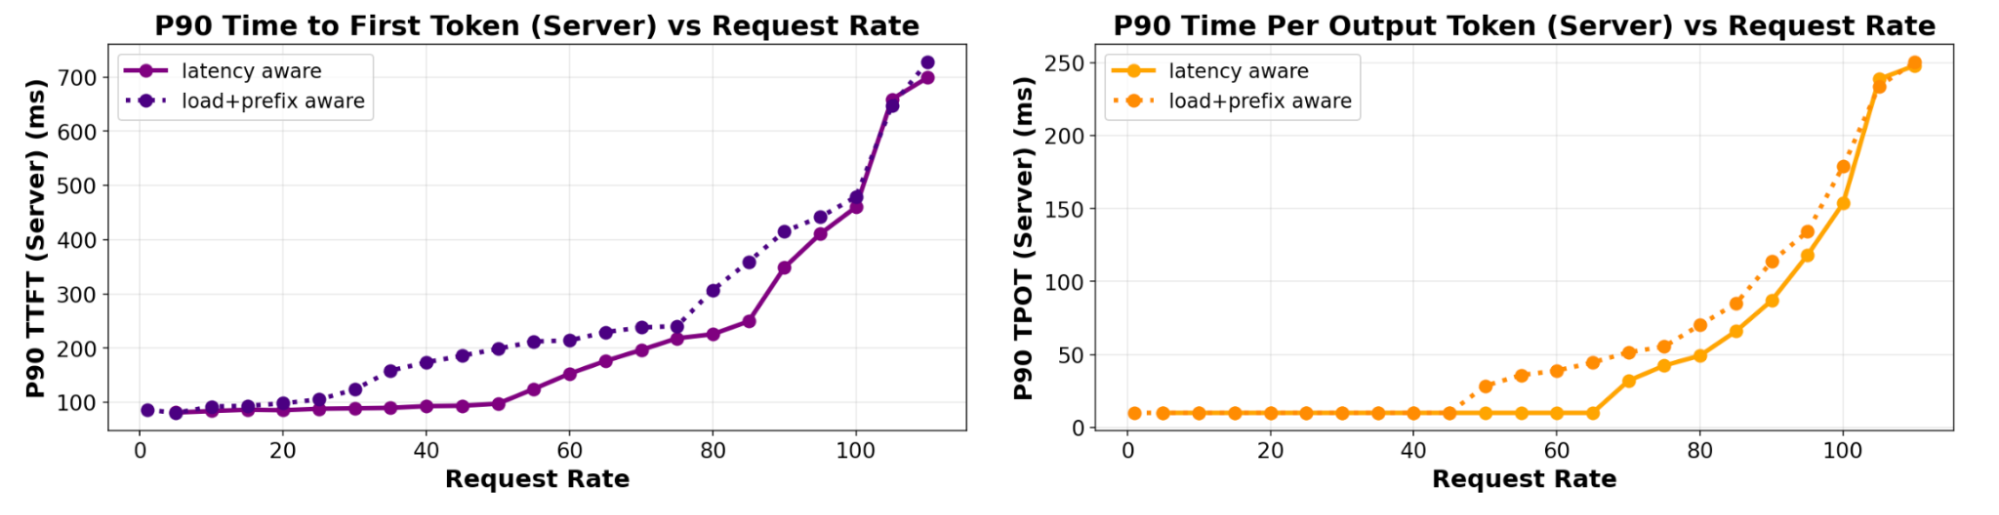 P90 Time to First Token (Server) vs Request Rate
P90 TTFT (Server) (ms)
latency aware
load+prefix aware
700
600
500
400
300
200
100
0 20 40 60 80 100
Request Rate
P90 Time Per Output Token (Server) vs Request Rate
P90 TPOT (Server) (ms)
latency aware
load+prefix aware
250
200
150
100
50
0
0 20 40 60 80 100
Request Rate